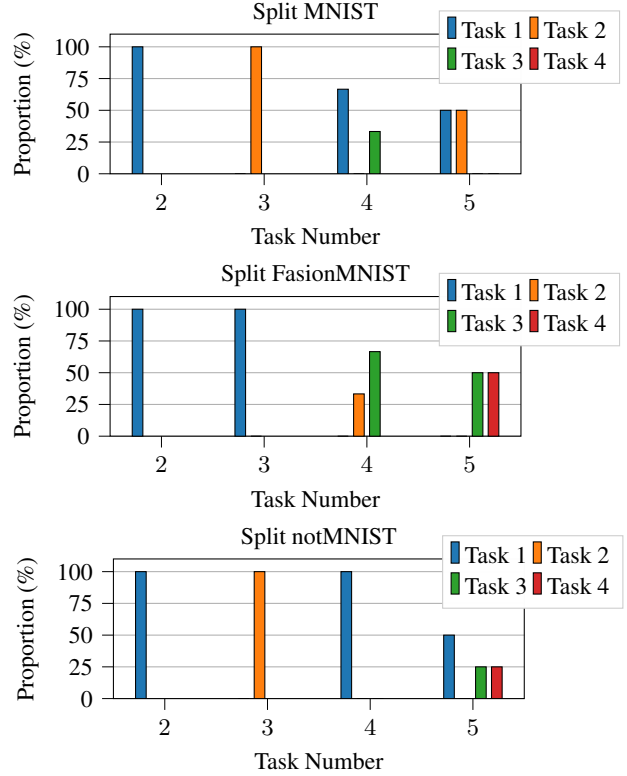 Split MNIST
Task 1 Task 2
Task 3 Task 4
Proportion (%)
100
75
50
25
0
2 3 4 5
Task Number
Split FasionMNIST
Task 1 Task 2
Task 3 Task 4
Proportion (%)
100
75
50
25
0
2 3 4 5
Task Number
Split notMNIST
Task 1 Task 2
Task 3 Task 4
Proportion (%)
100
75
50
25
0
2 3 4 5
Task Number